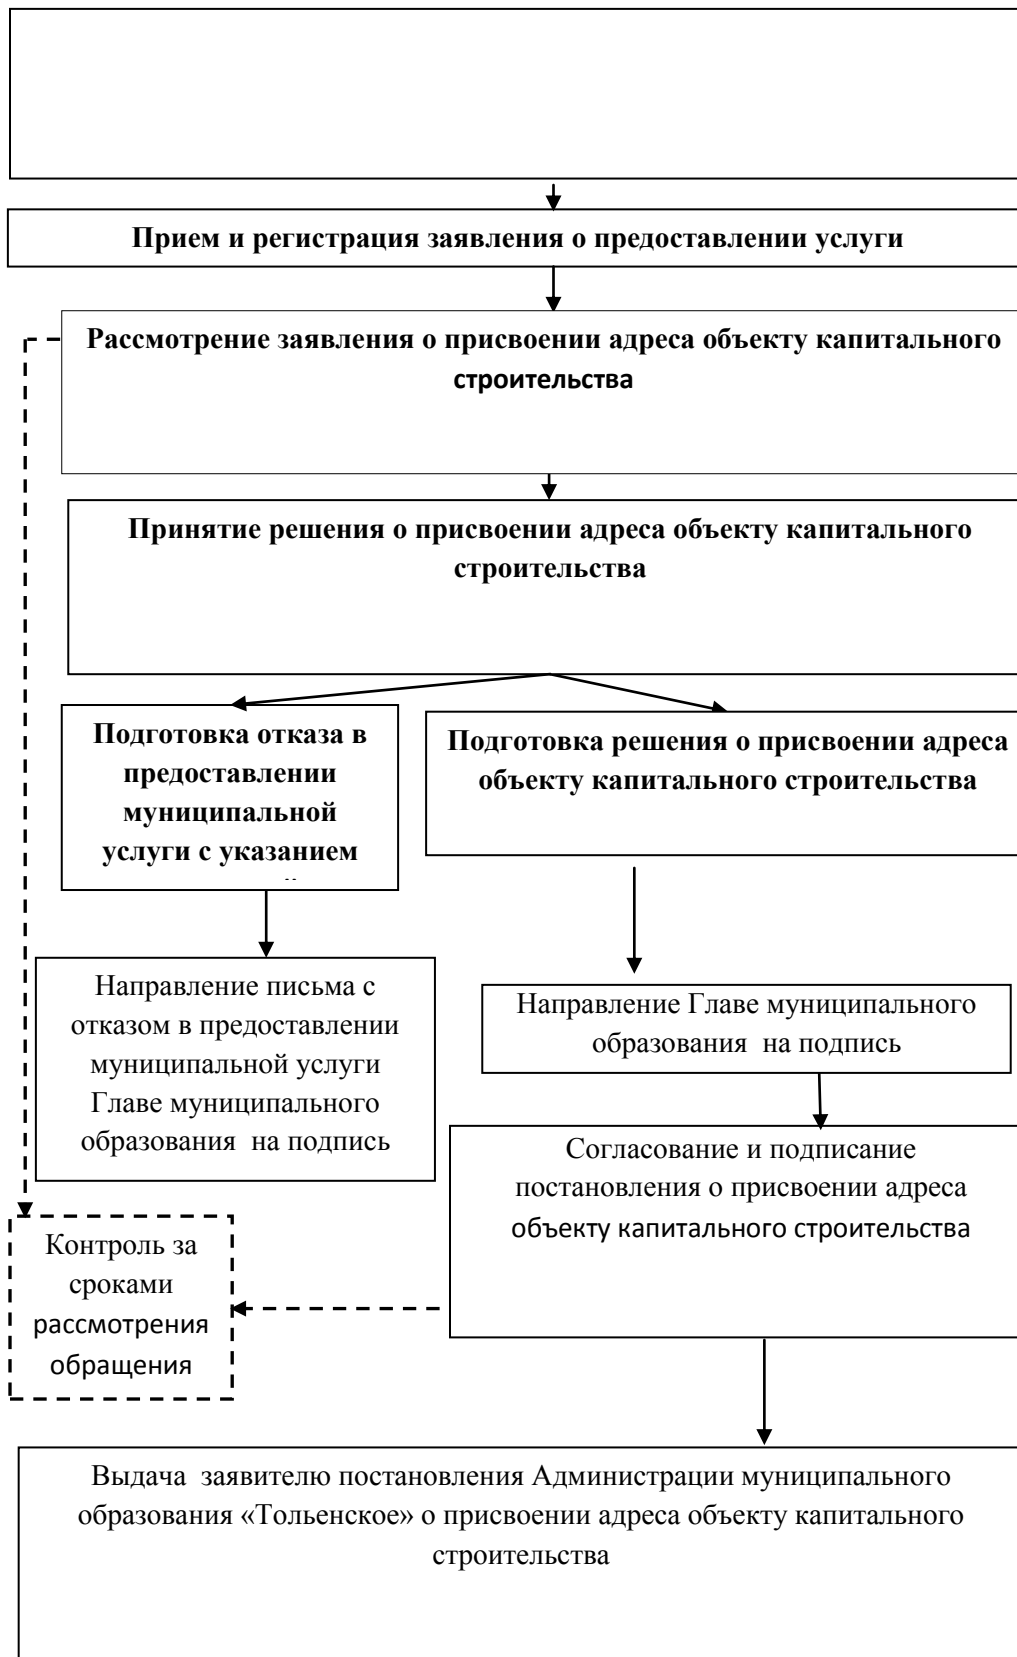 Прием и регистрация заявления о предоставлении услуги
Рассмотрение заявления о присвоении адреса объекту капитального
строительства
Принятие решения о присвоении адреса объекту капитального
строительства
Подготовка отказа в
предоставлении
муниципальной
услуги с указанием
Подготовка решения о присвоении адреса
объекту капитального строительства
Направление письма с
отказом в предоставлении
муниципальной услуги
Главе муниципального
образования на подпись
Направление Главе муниципального
образования на подпись
Согласование и подписание
постановления о присвоении адреса
объекту капитального строительства
Контроль за
сроками
рассмотрения
обращения
Выдача заявителю постановления Администрации муниципального
образования «Тольенское» о присвоении адреса объекту капитального
строительства